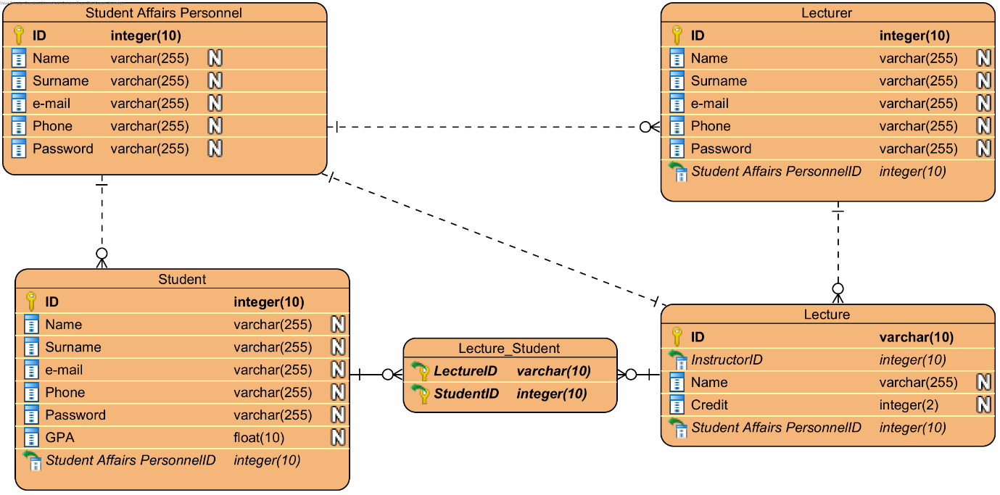 Student Affairs Personnel
ID integer(10)
Name varchar(255) N
Surname varchar(255) N
e-mail varchar(255) N
Phone varchar(255) N
Password varchar(255) N
Lecturer
ID integer(10)
Name varchar(255) N
Surname varchar(255) N
e-mail varchar(255) N
Phone varchar(255) N
Password varchar(255) N
Student Affairs PersonnelID integer(10)
Student
ID integer(10)
Name varchar(255) N
Surname varchar(255) N
e-mail varchar(255) N
Phone varchar(255) N
Password varchar(255) N
GPA float(10) N
Student Affairs PersonnelID integer(10)
Lecture_Student
LectureID varchar(10)
StudentID integer(10)
Lecture
ID varchar(10)
InstructorID integer(10)
Name varchar(255) N
Credit integer(2) N
Student Affairs PersonnelID integer(10)